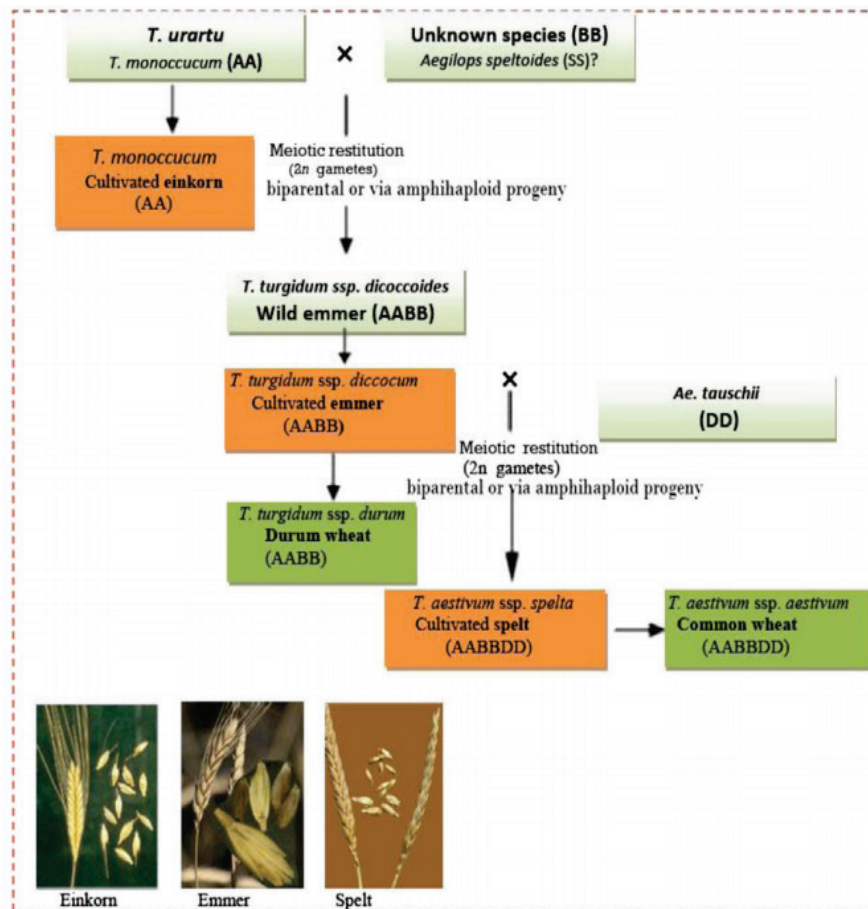 T. urartu
T. monoccucum (AA)
×
Unknown species (BB)
Aegilops speltoides (SS)?
T. monoccucum
Cultivated einkorn
(AA)
Meiotic restitution
(2n gametes)
biparental or via amphihaploid progeny
T. turgidum ssp. dicoccoides
Wild emmer (AABB)
T. turgidum ssp. diccocum
Cultivated emmer
(AABB)
×
Ae. tauschii
(DD)
Meiotic restitution
(2n gametes)
biparental or via amphihaploid progeny
T. turgidum ssp. durum
Durum wheat
(AABB)
T. aestivum ssp. spelta
Cultivated spelt
(AABBDD)
T. aestivum ssp. aestivum
Common wheat
(AABBDD)
Einkorn
Emmer
Spelt